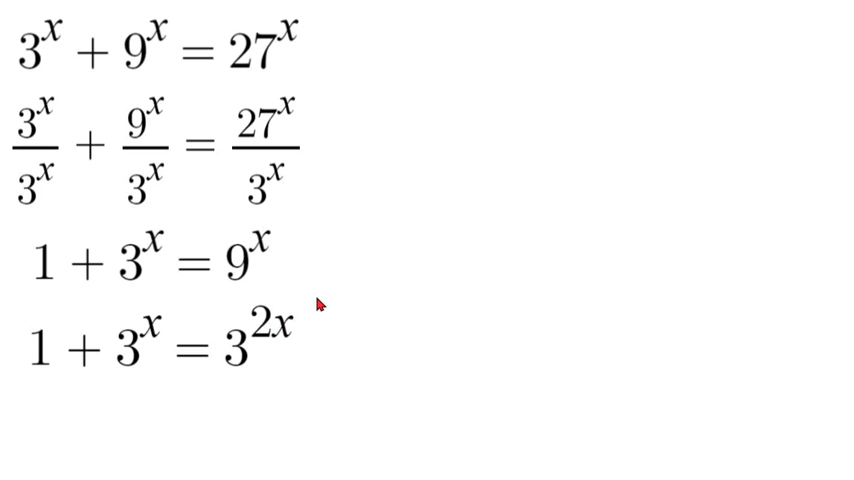 3^x + 9^x = 27^x
3^x/3^x + 9^x/3^x = 27^x/3^x
1 + 3^x = 9^x
1 + 3^x = 3^{2x}